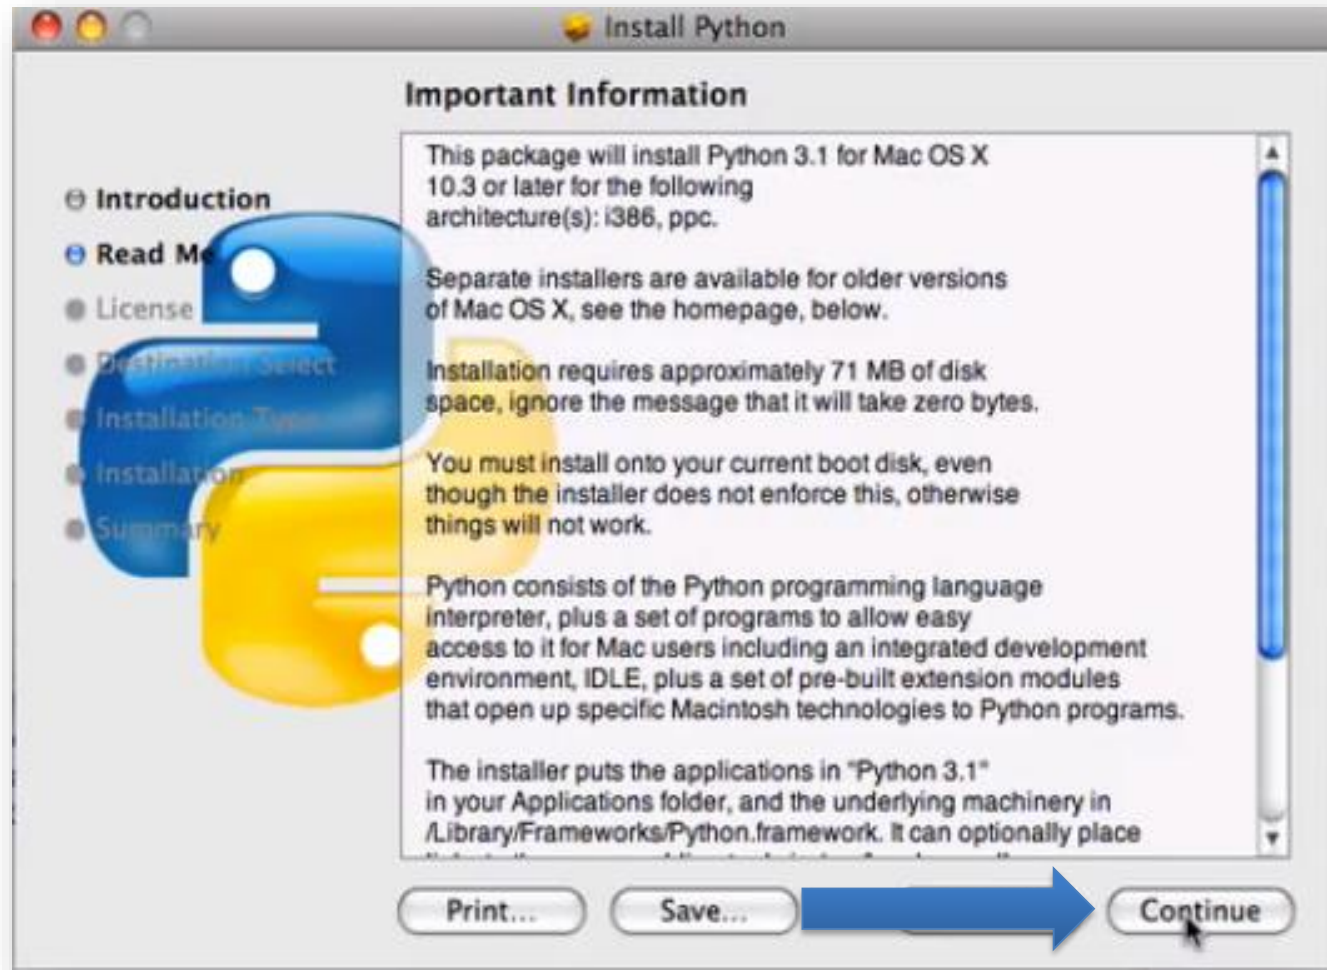 Install Python
Important Information
Introduction
Read Me
License
Destination Select
Installation Type
Installation
Summary
This package will install Python 3.1 for Mac OS X
10.3 or later for the following
architecture(s): i386, ppc.
Separate installers are available for older versions
of Mac OS X, see the homepage, below.
Installation requires approximately 71 MB of disk
space, ignore the message that it will take zero bytes.
You must install onto your current boot disk, even
though the installer does not enforce this, otherwise
things will not work.
Python consists of the Python programming language
interpreter, plus a set of programs to allow easy
access to it for Mac users including an integrated development
environment, IDLE, plus a set of pre-built extension modules
that open up specific Macintosh technologies to Python programs.
The installer puts the applications in "Python 3.1"
in your Applications folder, and the underlying machinery in
/Library/Frameworks/Python.framework. It can optionally place
Print...
Save...
Continue